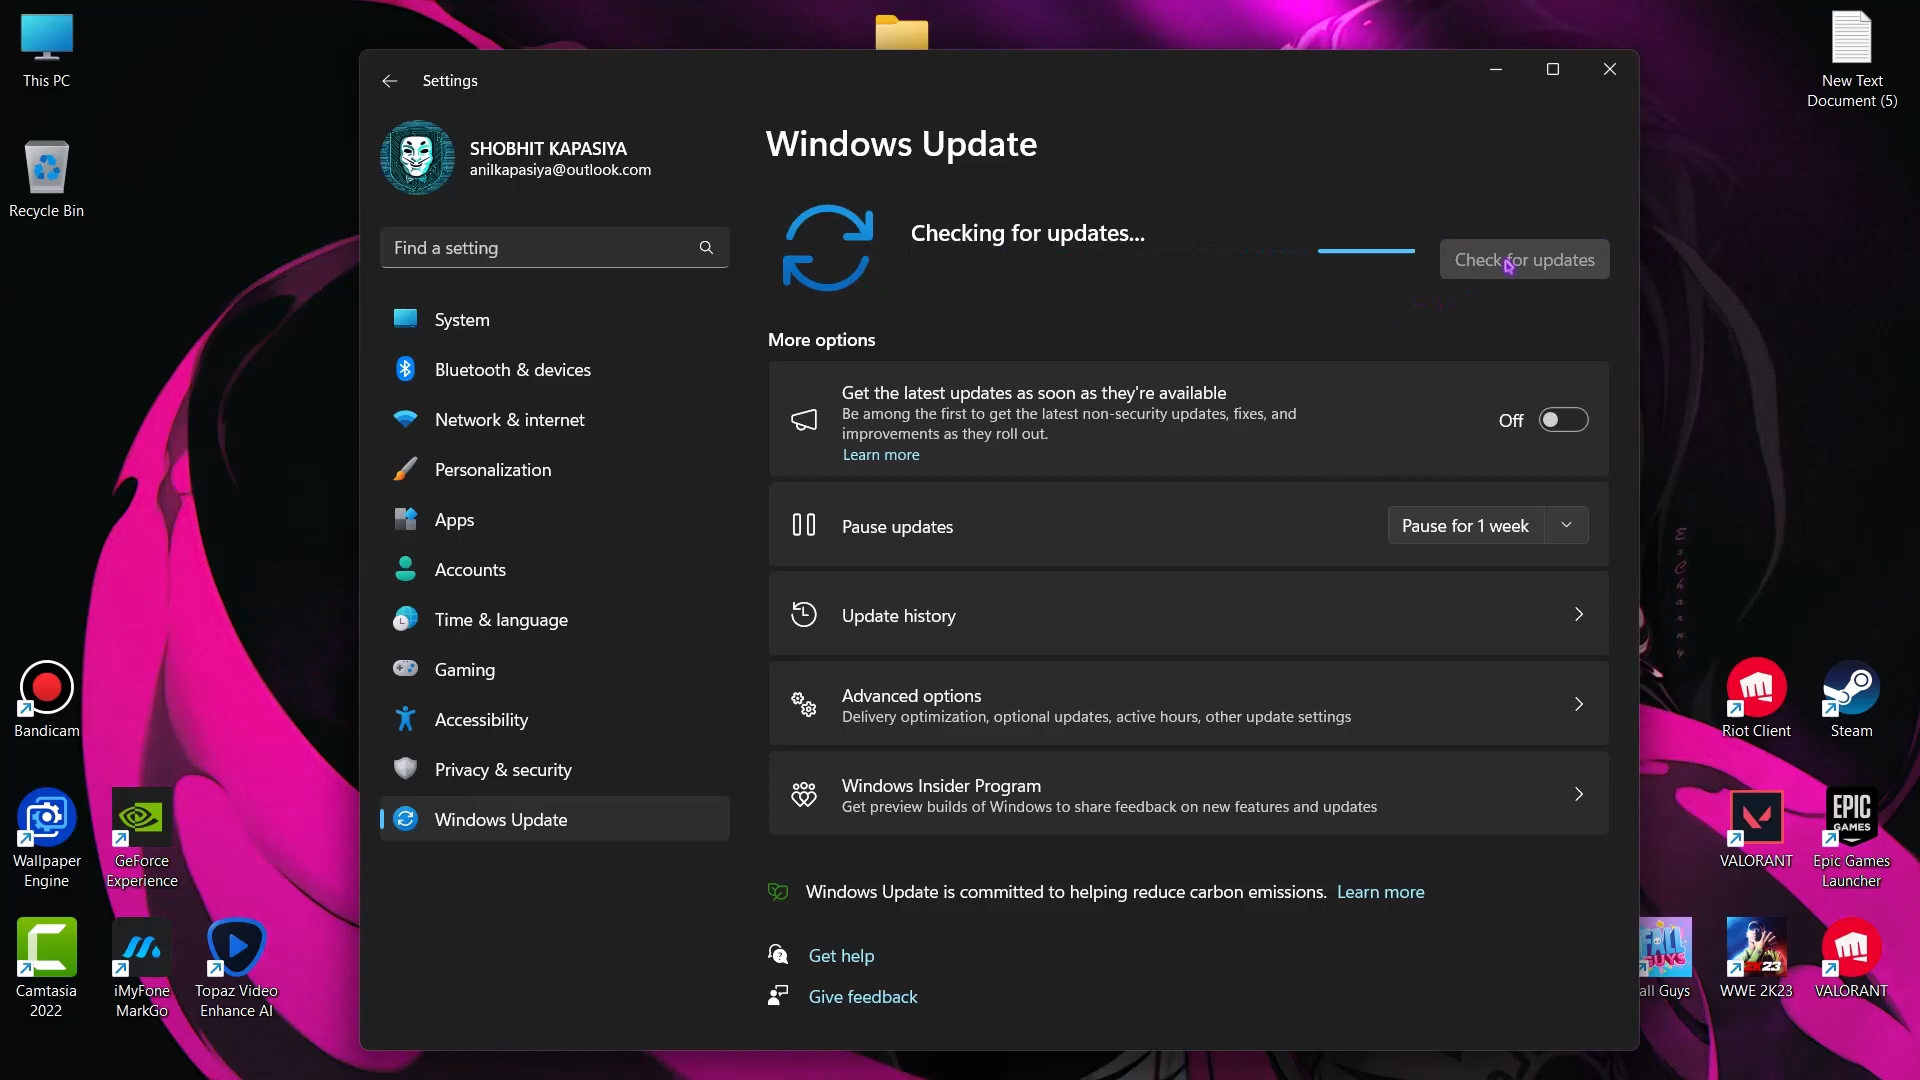 This PC
New Text
Document (5)
Recycle Bin
Settings
SHOBHIT KAPASIYA
anilkapasiya@outlook.com
Find a setting
System
Bluetooth & devices
Network & internet
Personalization
Apps
Accounts
Time & language
Gaming
Accessibility
Privacy & security
Windows Update
Windows Update
Checking for updates...
Check for updates
More options
Get the latest updates as soon as they're available
Be among the first to get the latest non-security updates, fixes, and
improvements as they roll out.
Learn more
Off
Pause updates
Pause for 1 week
Update history
Advanced options
Delivery optimization, optional updates, active hours, other update settings
Windows Insider Program
Get preview builds of Windows to share feedback on new features and updates
Windows Update is committed to helping reduce carbon emissions. Learn more
Get help
Give feedback
Bandicam
Wallpaper
Engine
GeForce
Experience
Camtasia
2022
iMyFone
MarkGo
Topaz Video
Enhance AI
Riot Client
Steam
EPIC
GAMES
VALORANT
Epic Games
Launcher
FALL
GUYS
2K23
all Guys
WWE 2K23
VALORANT